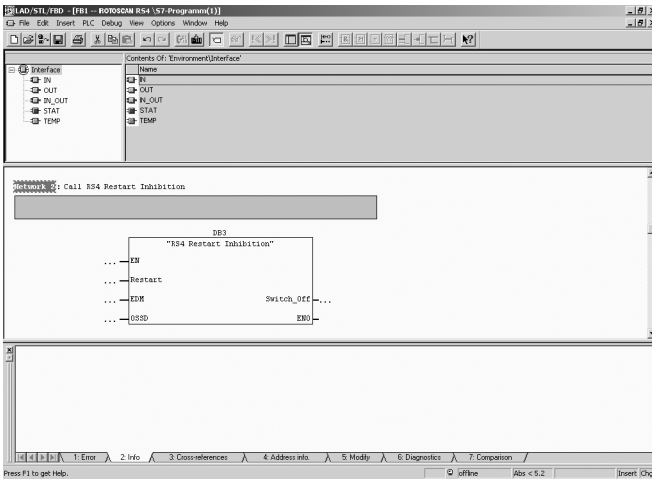 LAD/STL/FBD - [FB1 -- ROTOSCAN RS4 \S7-Programm(1)]
File Edit Insert PLC Debug View Options Window Help
Contents Of: 'Environment\Interface'
Interface
IN
OUT
IN_OUT
STAT
TEMP
Name
IN
OUT
IN_OUT
STAT
TEMP
Network 2: Call RS4 Restart Inhibition
DB3
"RS4 Restart Inhibition"
... EN
... Restart
... EDM Switch_Off ...
... OSSD ENO
1: Error 2: Info 3: Cross-references 4: Address info. 5: Modify 6: Diagnostics 7: Comparison
Press F1 to get Help. offline Abs < 5.2 Insert Chg